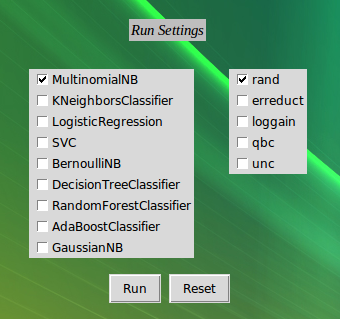 Run Settings
MultinomialNB
KNeighborsClassifier
LogisticRegression
SVC
BernoulliNB
DecisionTreeClassifier
RandomForestClassifier
AdaBoostClassifier
GaussianNB
rand
erreduct
loggain
qbc
unc
Run
Reset